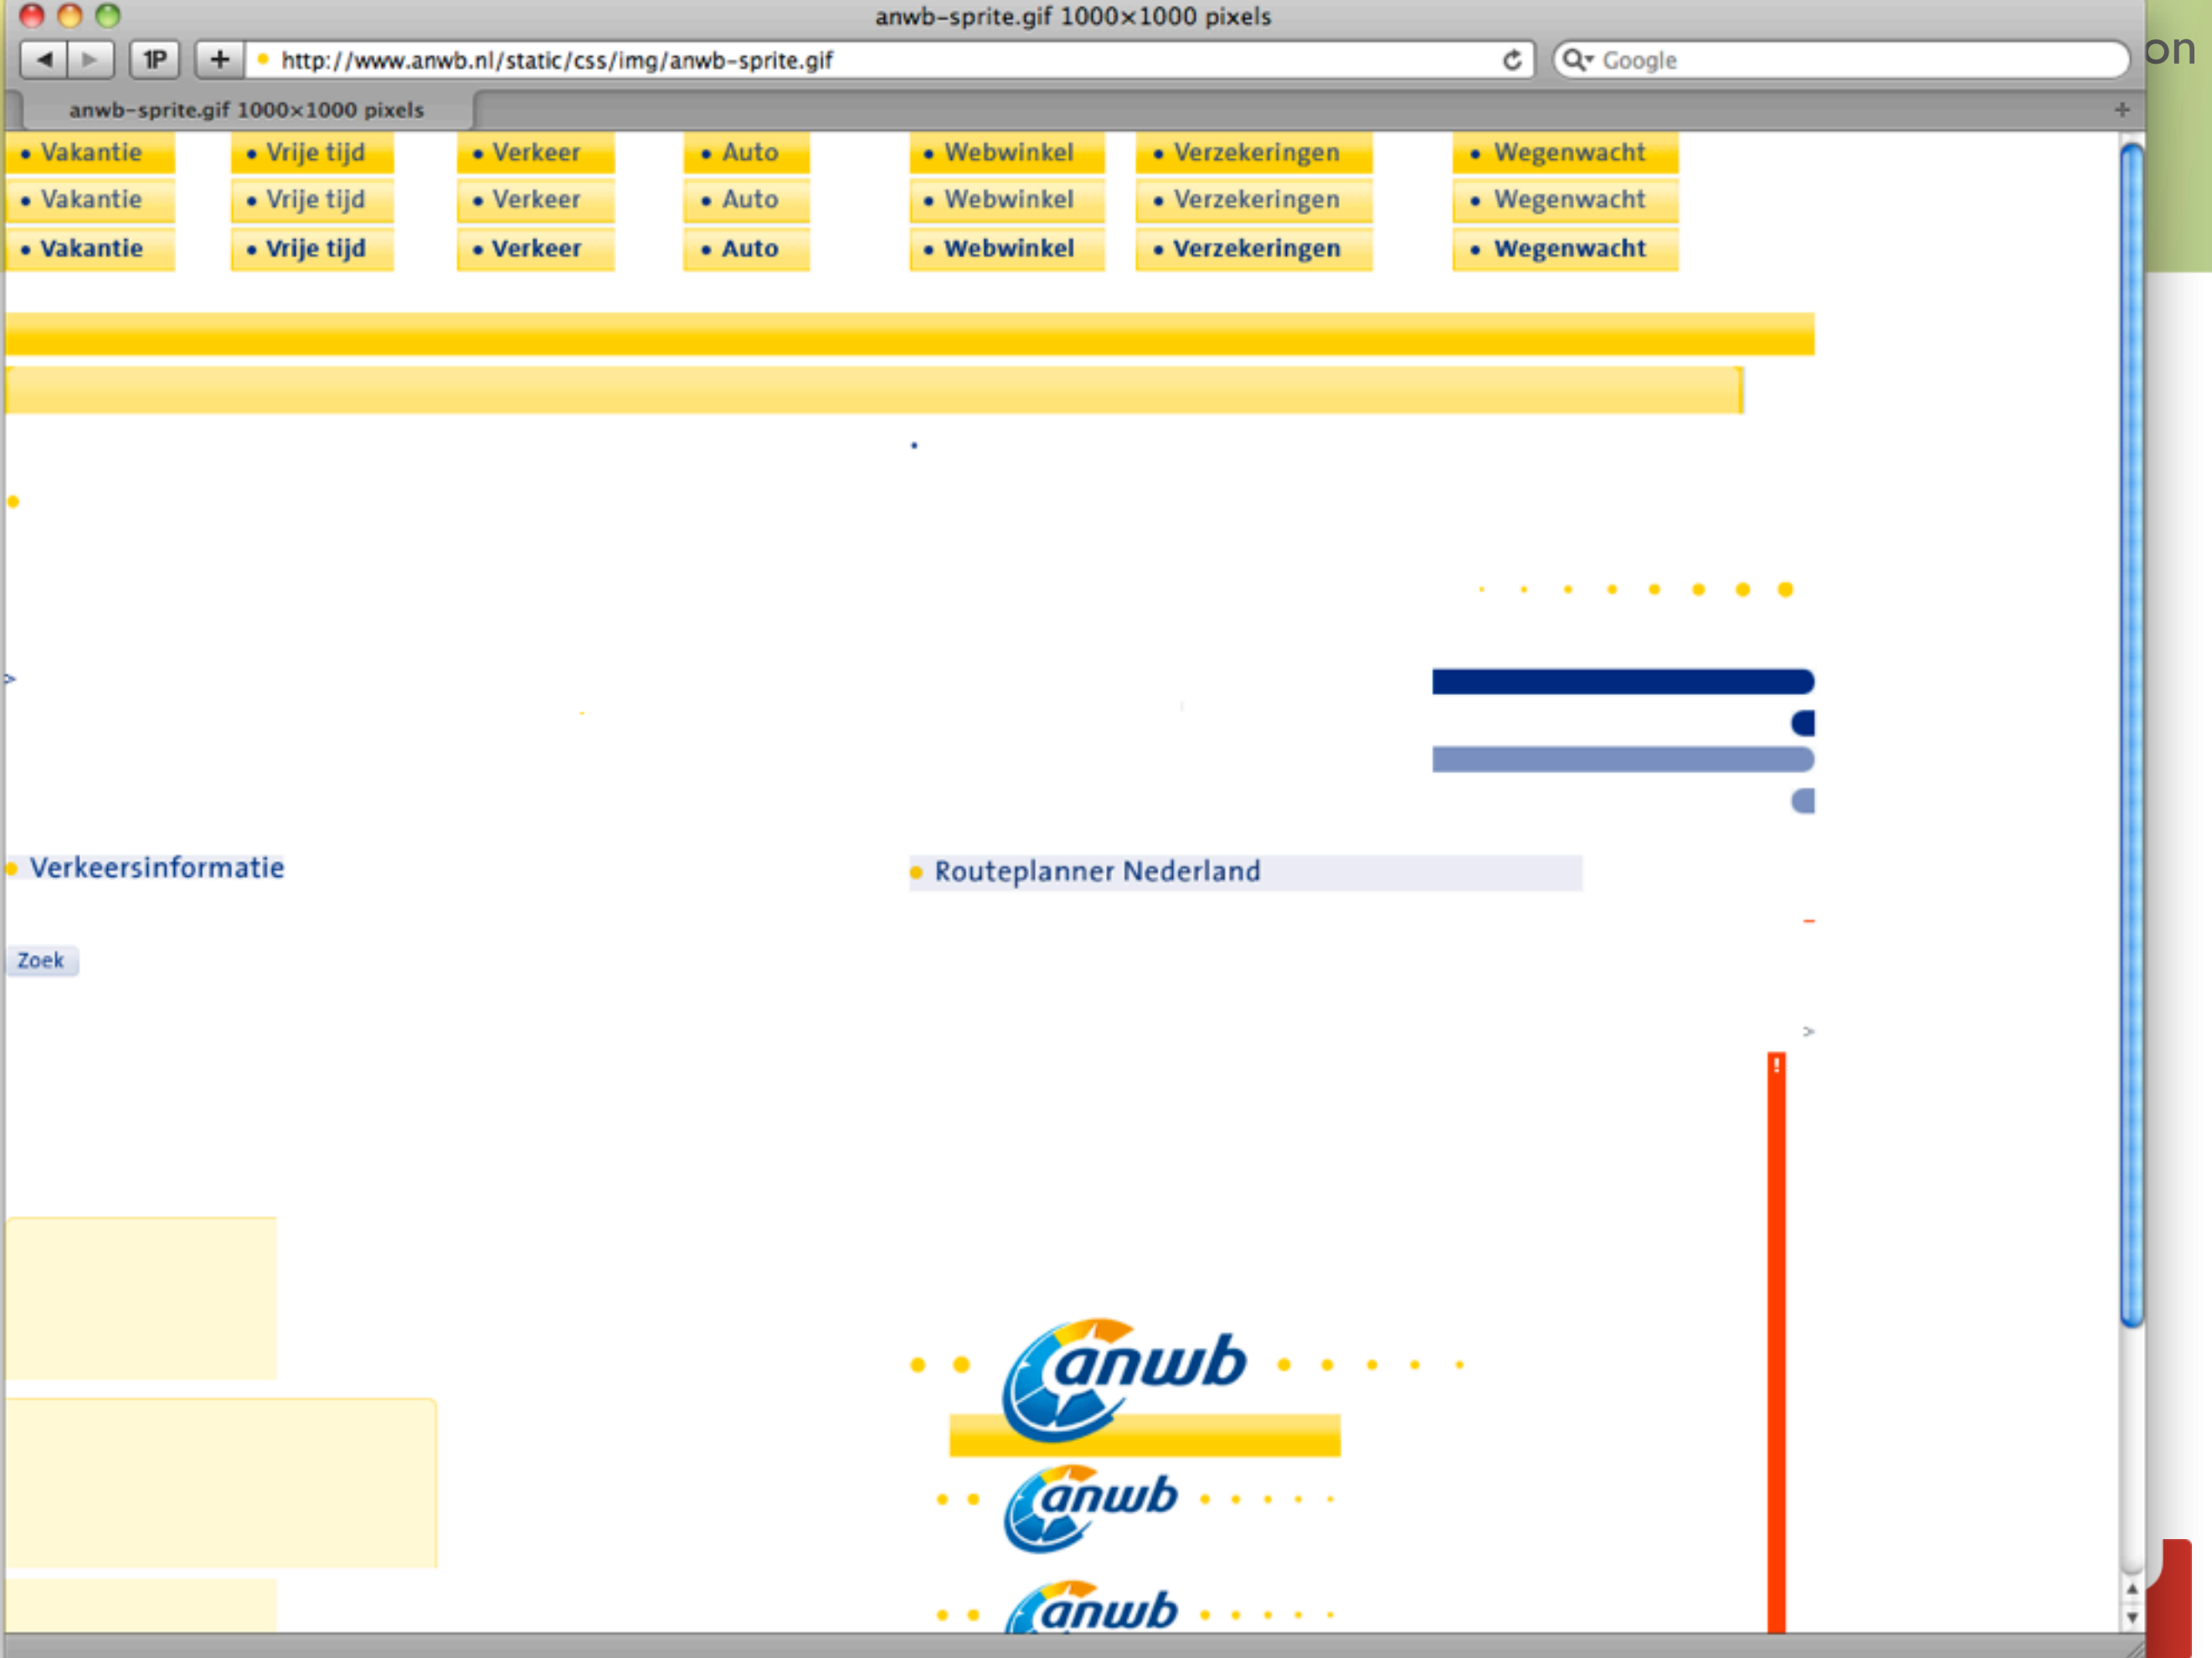 anwb-sprite.gif 1000×1000 pixels
on
1P + http://www.anwb.nl/static/css/img/anwb-sprite.gif Google
anwb-sprite.gif 1000×1000 pixels +
• Vakantie • Vrije tijd • Verkeer • Auto • Webwinkel • Verzekeringen • Wegenwacht
• Vakantie • Vrije tijd • Verkeer • Auto • Webwinkel • Verzekeringen • Wegenwacht
• Vakantie • Vrije tijd • Verkeer • Auto • Webwinkel • Verzekeringen • Wegenwacht
>
• Verkeersinformatie • Routeplanner Nederland
Zoek
>
!
anwb
anwb
anwb